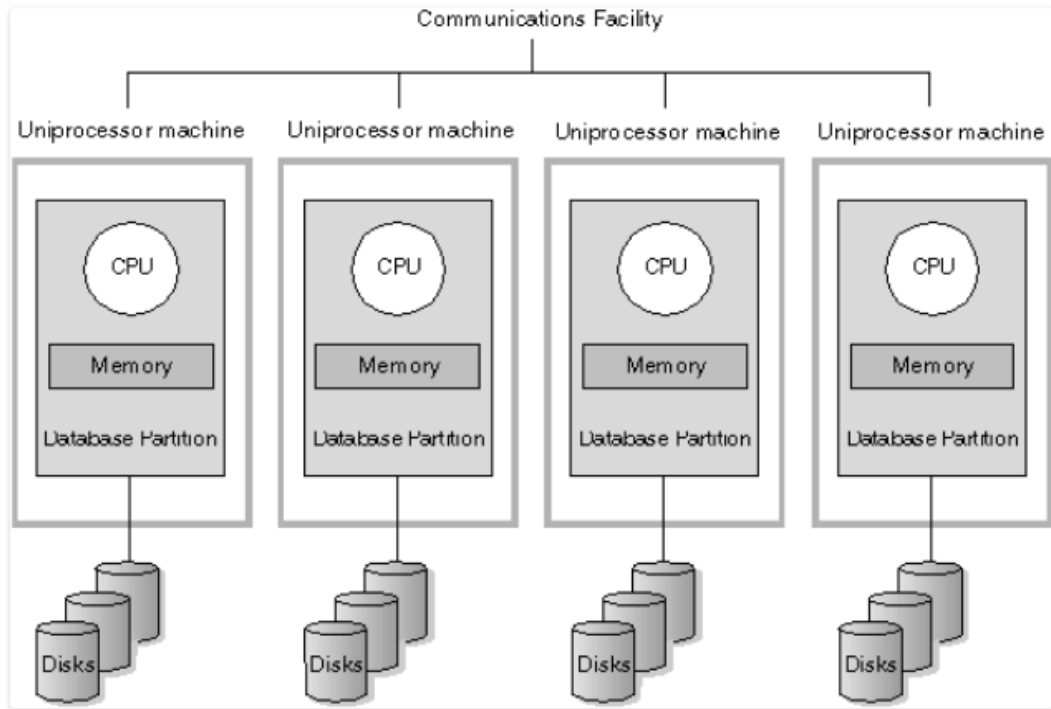 Communications Facility
Uniprocessor machine
Uniprocessor machine
Uniprocessor machine
Uniprocessor machine
CPU
CPU
CPU
CPU
Memory
Memory
Memory
Memory
Database Partition
Database Partition
Database Partition
Database Partition
Disks
Disks
Disks
Disks